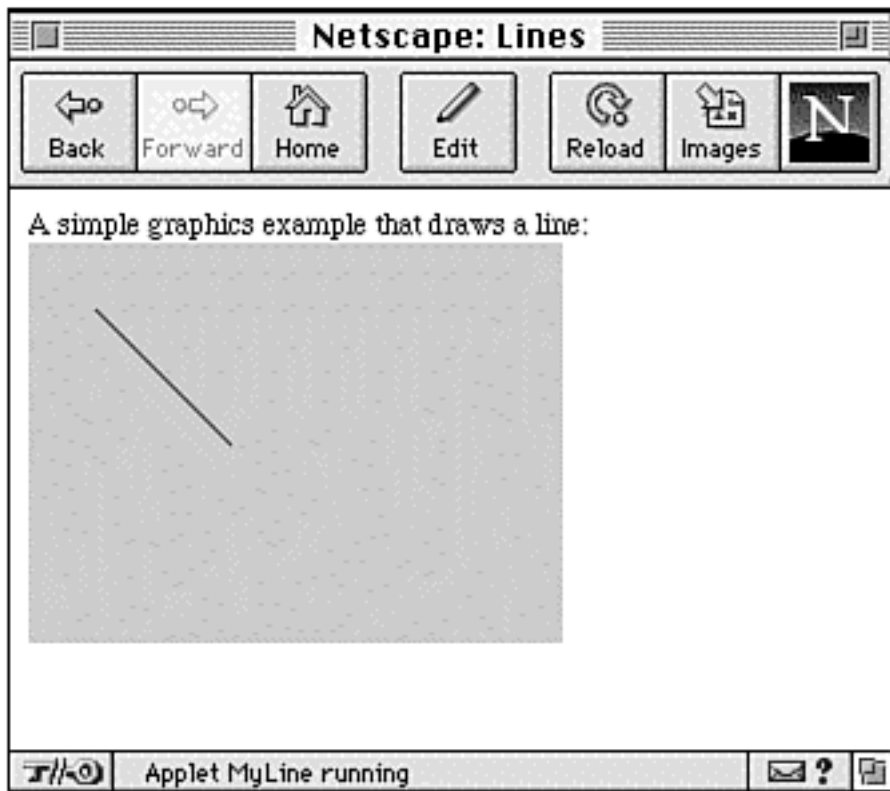 Netscape: Lines
Back Forward Home Edit Reload Images N
A simple graphics example that draws a line:
Applet MyLine running ?